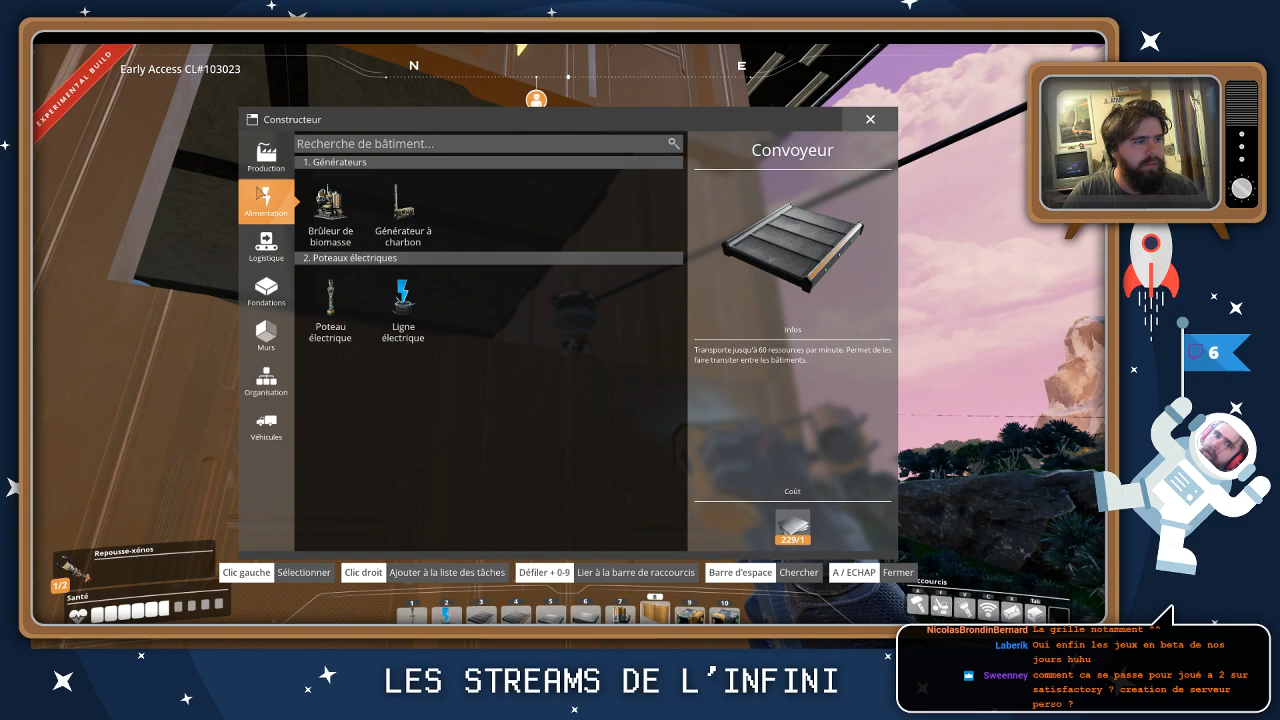 EXPERIMENTAL BUILD
Early Access CL#103023
N
E
Constructeur
Production
Alimentation
Logistique
Fondations
Murs
Organisation
Véhicules
Recherche de bâtiment...
1. Générateurs
Brûleur de
biomasse
Générateur à
charbon
2. Poteaux électriques
Poteau
électrique
Ligne
électrique
Convoyeur
Infos
Transporte jusqu'à 60 ressources par minute. Permet de les
faire transiter entre les bâtiments.
Coût
229/1
Clic gauche Sélectionner
Clic droit Ajouter à la liste des tâches
Défiler + 0-9 Lier à la barre de raccourcis
Barre d'espace Chercher
A / ECHAP Fermer
Repousse-xénos
1/2
Santé
1 2 3 4 5 6 7 8 9 10
Tab
6
LES STREAMS DE L'INFINI
NicolasBrondinBernard La grille notamment ^^
Laberik Oui enfin les jeux en beta de nos
jours huhu
Sweenney comment ca se passe pour joué a 2 sur
satisfactory ? creation de serveur
perso ?